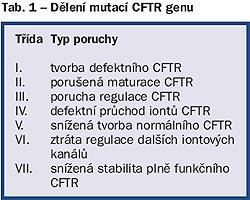 Tab. 1 – Dělení mutací CFTR genu
Třída Typ poruchy
I. tvorba defektního CFTR
II. porušená maturace CFTR
III. porucha regulace CFTR
IV. defektní průchod iontů CFTR
V. snížená tvorba normálního CFTR
VI. ztráta regulace dalších iontových
kanálů
VII. snížená stabilita plně funkčního
CFTR